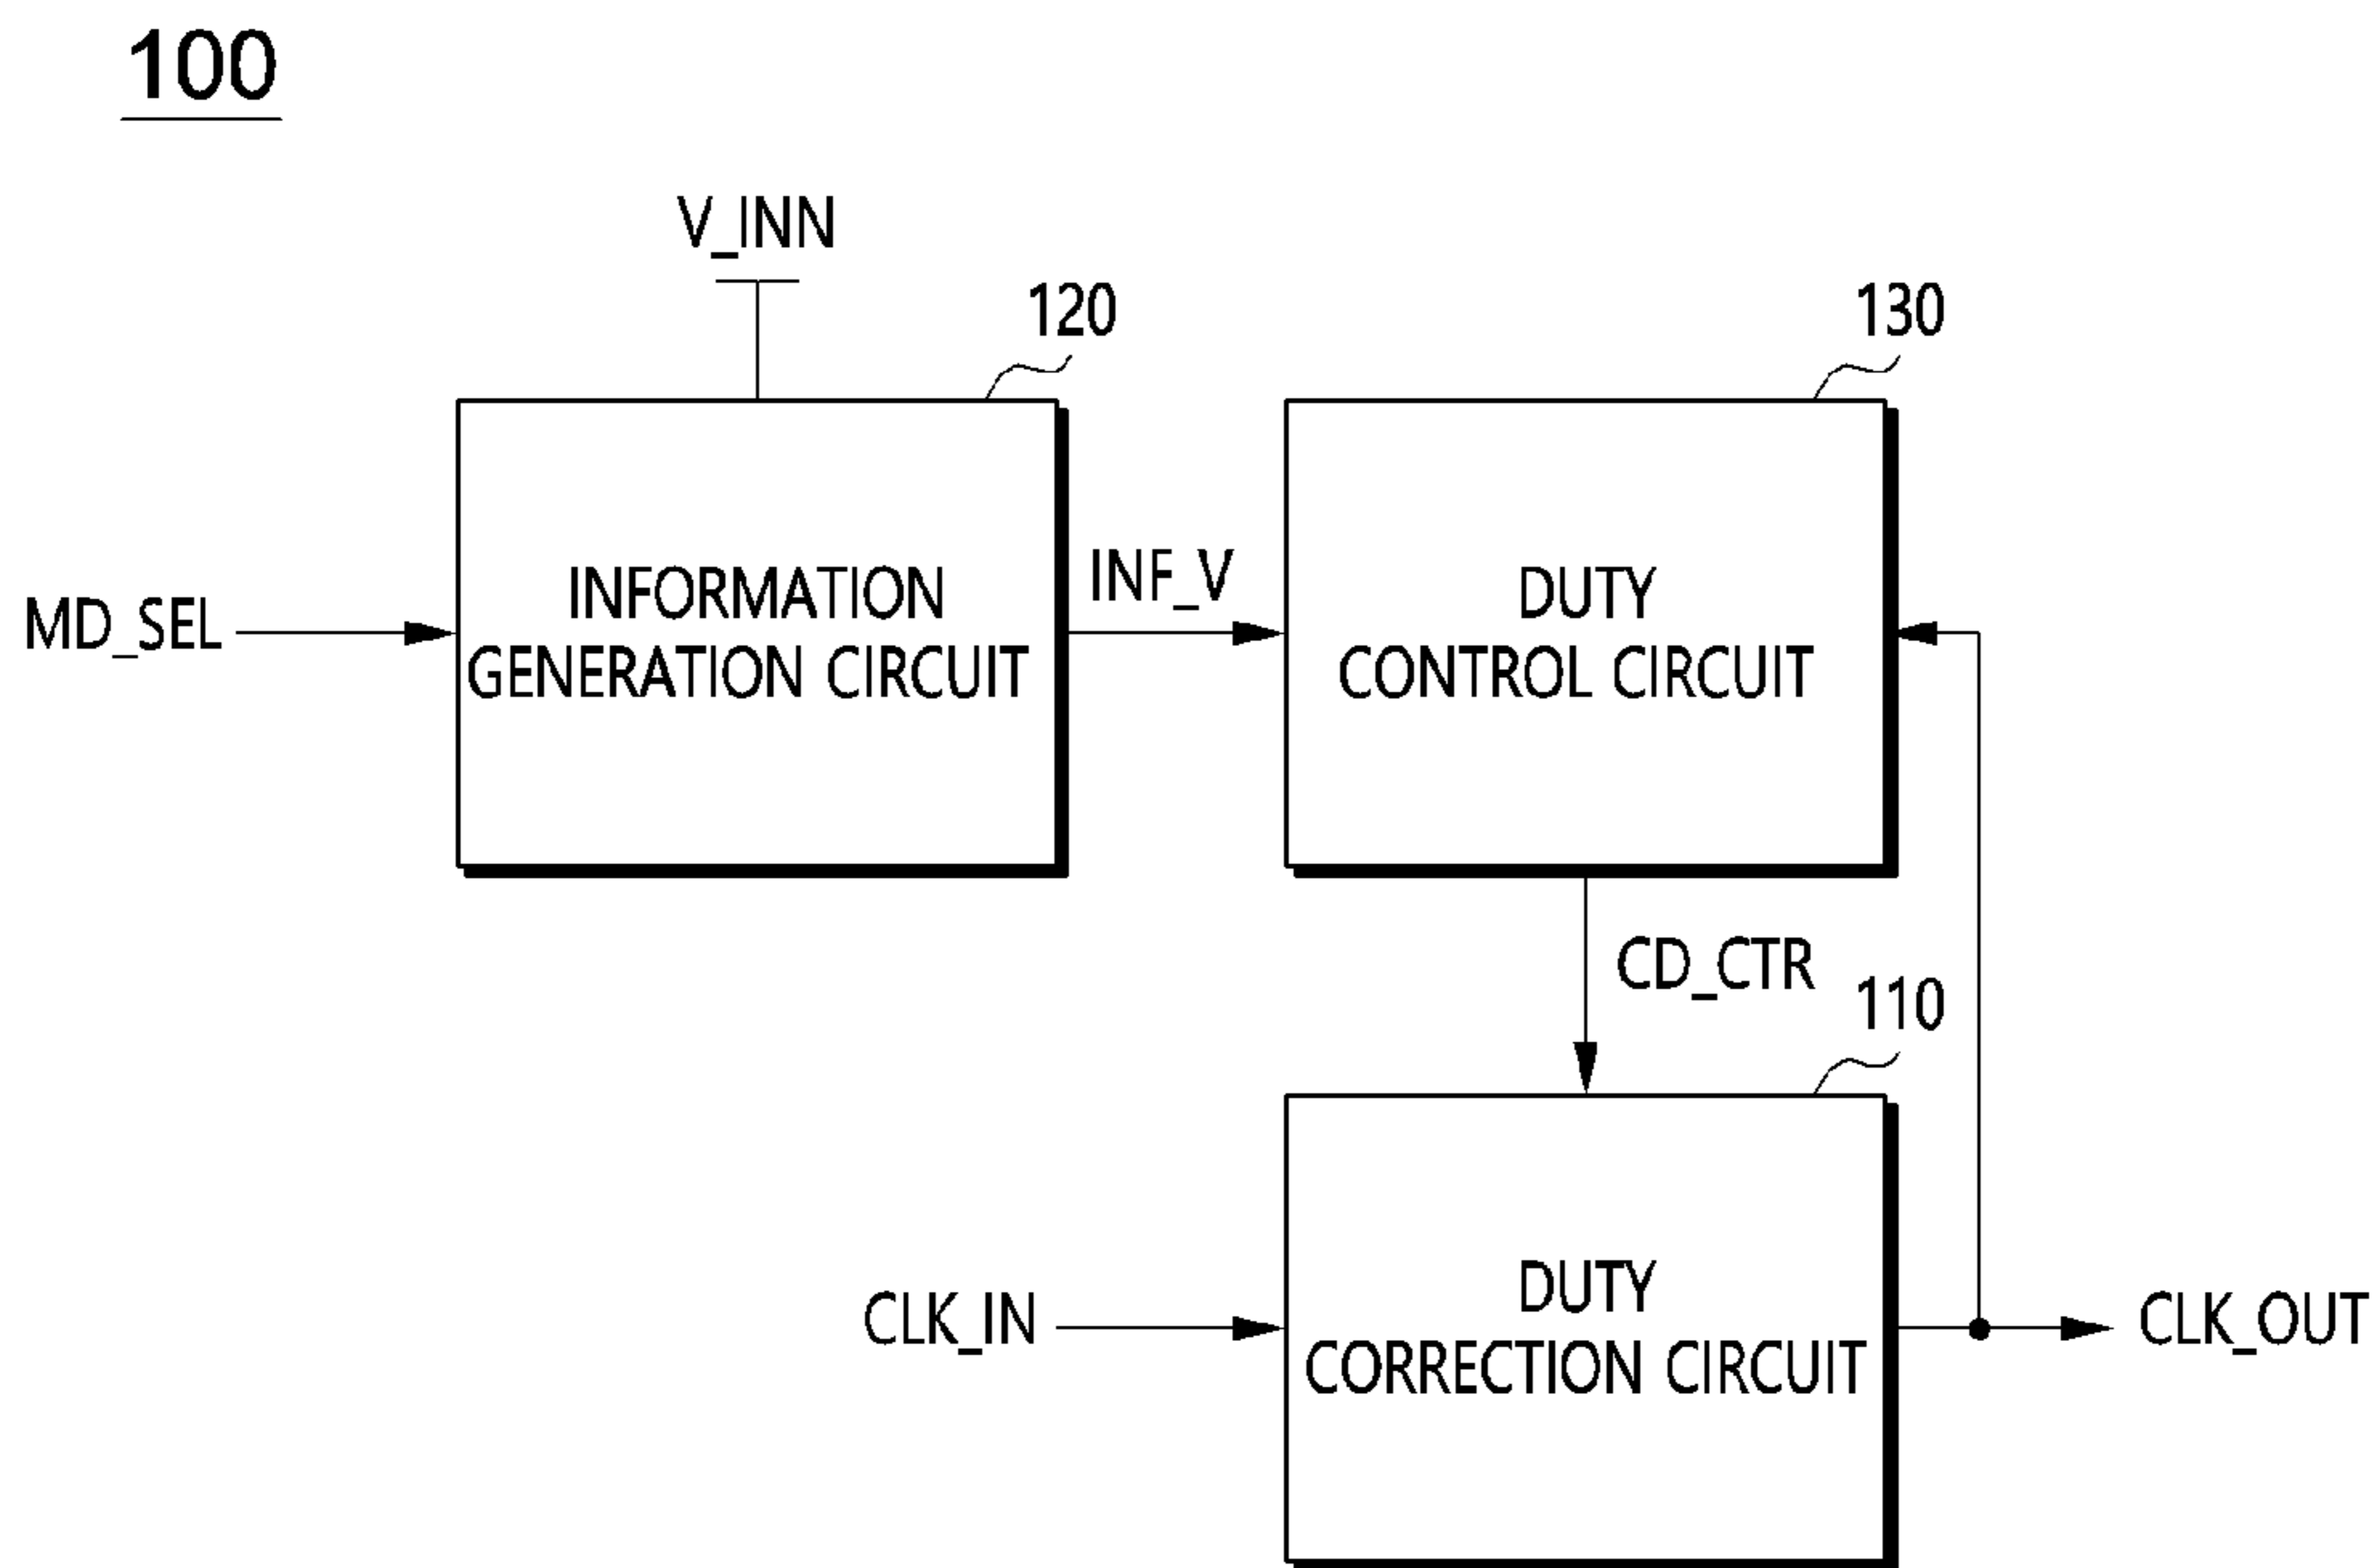 100
V_INN
120
130
MD_SEL
INFORMATION
GENERATION CIRCUIT
INF_V
DUTY
CONTROL CIRCUIT
CD_CTR
110
CLK_IN
DUTY
CORRECTION CIRCUIT
CLK_OUT